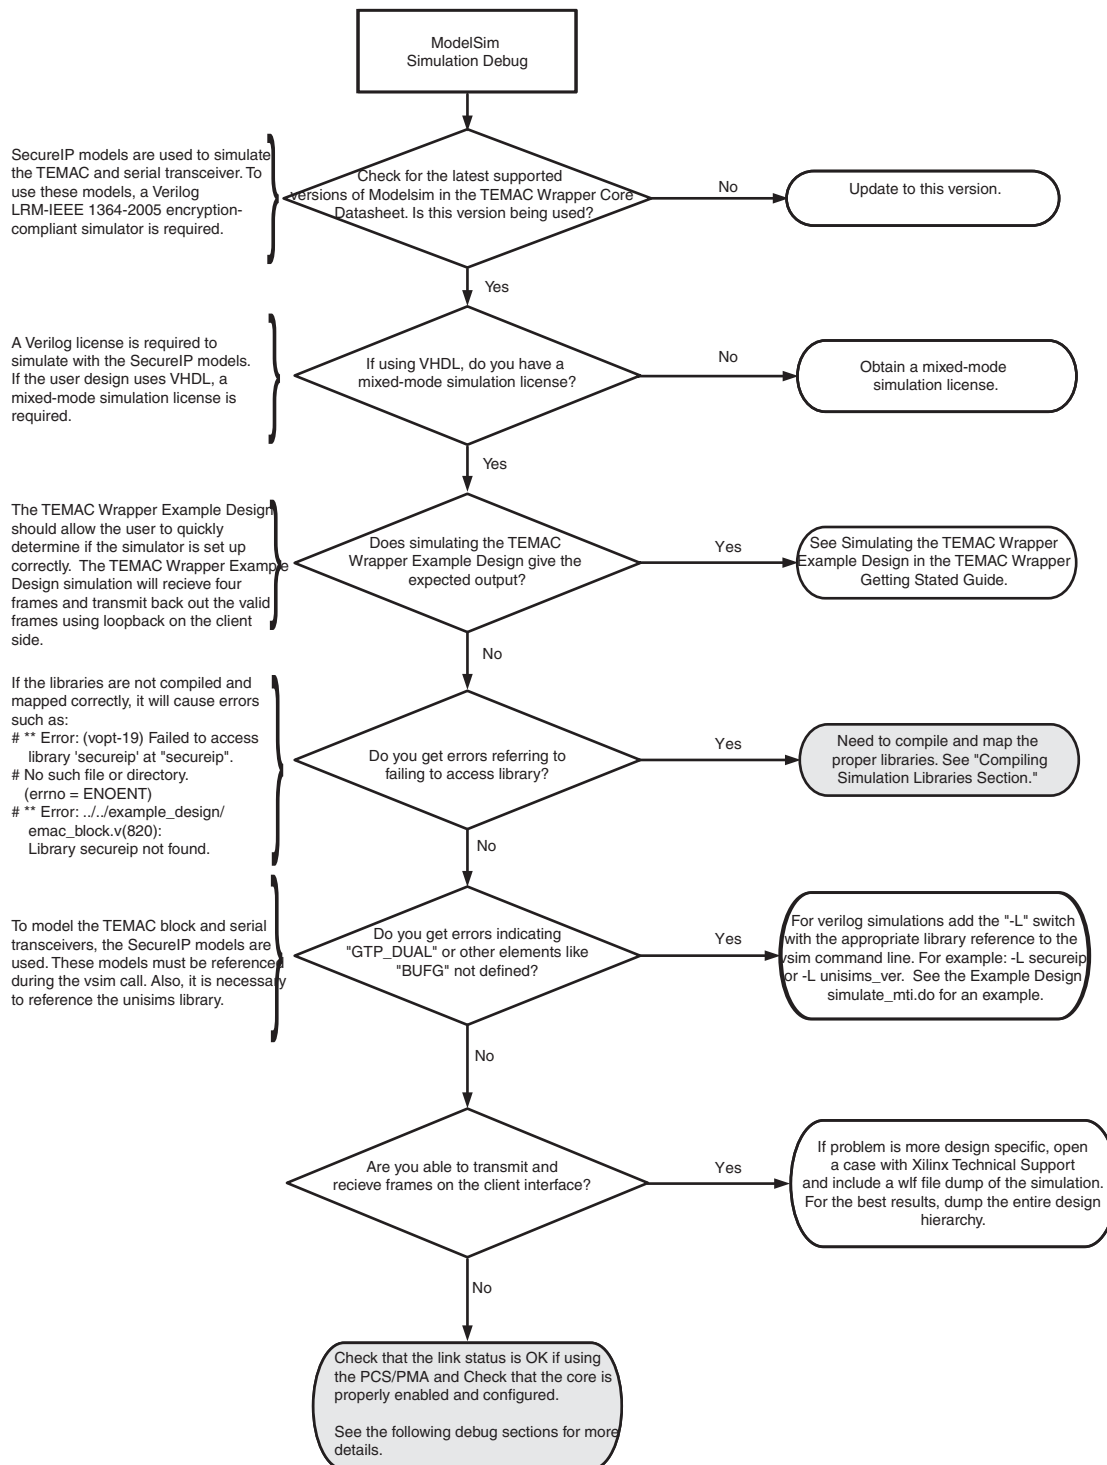 ModelSim
Simulation Debug
SecureIP models are used to simulate
the TEMAC and serial transceiver. To
use these models, a Verilog
LRM-IEEE 1364-2005 encryption-
compliant simulator is required.
Check for the latest supported
versions of Modelsim in the TEMAC Wrapper Core
Datasheet. Is this version being used?
No
Update to this version.
Yes
A Verilog license is required to
simulate with the SecureIP models.
If the user design uses VHDL, a
mixed-mode simulation license is
required.
If using VHDL, do you have a
mixed-mode simulation license?
No
Obtain a mixed-mode
simulation license.
Yes
The TEMAC Wrapper Example Design
should allow the user to quickly
determine if the simulator is set up
correctly. The TEMAC Wrapper Example
Design simulation will recieve four
frames and transmit back out the valid
frames using loopback on the client
side.
Does simulating the TEMAC
Wrapper Example Design give the
expected output?
Yes
See Simulating the TEMAC Wrapper
Example Design in the TEMAC Wrapper
Getting Stated Guide.
No
If the libraries are not compiled and
mapped correctly, it will cause errors
such as:
# ** Error: (vopt-19) Failed to access
library 'secureip' at "secureip".
# No such file or directory.
(errno = ENOENT)
# ** Error: ../../example_design/
emac_block.v(820):
Library secureip not found.
Do you get errors referring to
failing to access library?
Yes
Need to compile and map the
proper libraries. See "Compiling
Simulation Libraries Section."
No
To model the TEMAC block and serial
transceivers, the SecureIP models are
used. These models must be referenced
during the vsim call. Also, it is necessary
to reference the unisims library.
Do you get errors indicating
"GTP_DUAL" or other elements like
"BUFG" not defined?
Yes
For verilog simulations add the "-L" switch
with the appropriate library reference to the
vsim command line. For example: -L secureip
or -L unisims_ver. See the Example Design
simulate_mti.do for an example.
No
Are you able to transmit and
recieve frames on the client interface?
Yes
If problem is more design specific, open
a case with Xilinx Technical Support
and include a wlf file dump of the simulation.
For the best results, dump the entire design
hierarchy.
No
Check that the link status is OK if using
the PCS/PMA and Check that the core is
properly enabled and configured.
See the following debug sections for more
details.